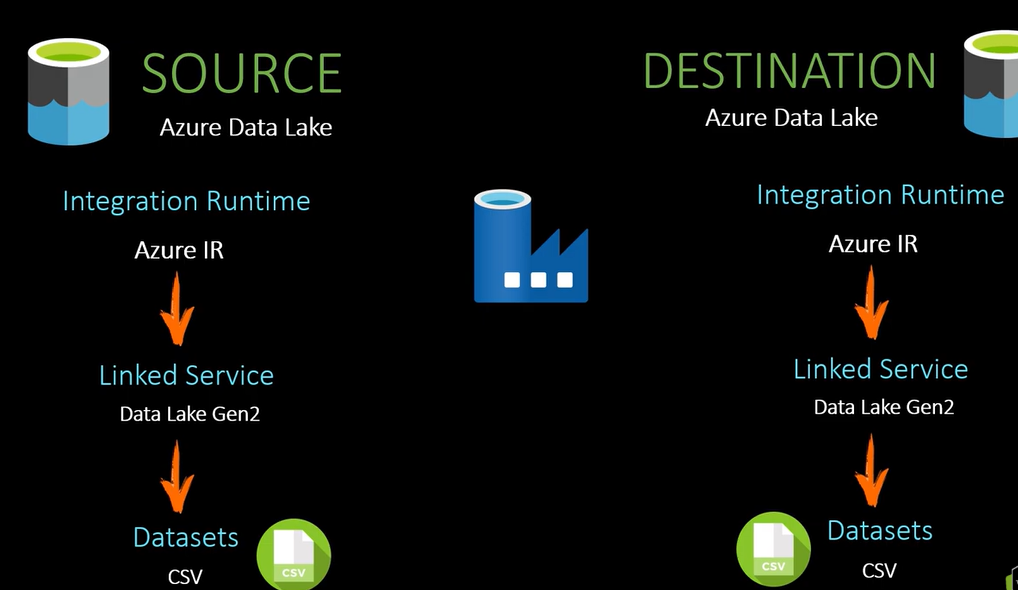 SOURCE
Azure Data Lake
Integration Runtime
Azure IR
Linked Service
Data Lake Gen2
Datasets
CSV
CSV
DESTINATION
Azure Data Lake
Integration Runtime
Azure IR
Linked Service
Data Lake Gen2
Datasets
CSV
CSV